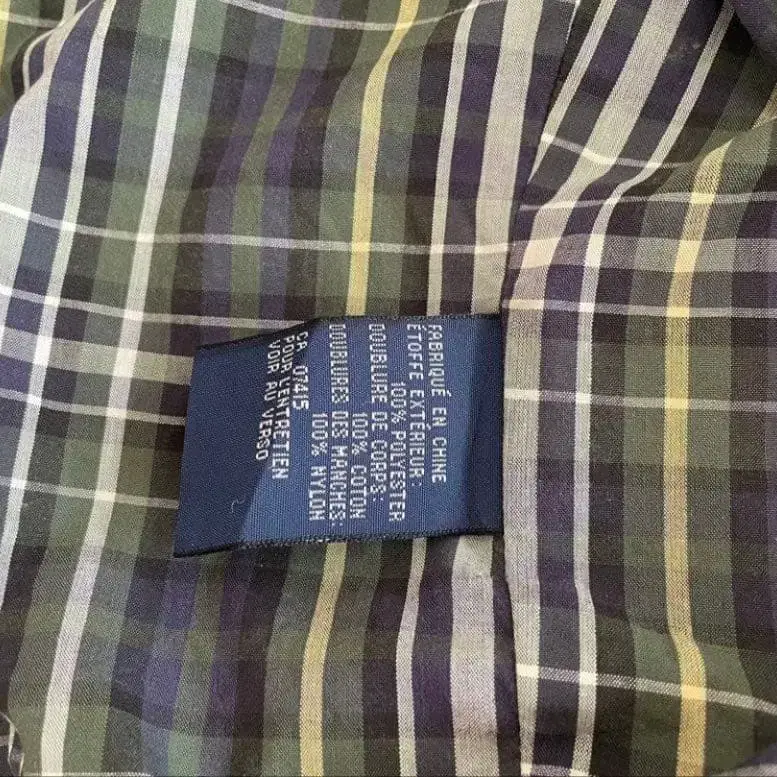 FABRIQUÉ EN CHINE
ÉTOFFE EXTÉRIEUR:
100% POLYESTER
DOUBLURE DE CORPS:
100% COTON
DOUBLURES DES MANCHES:
100% NYLON
CA 07415
POUR L'ENTRETIEN
VOIR AU VERSO